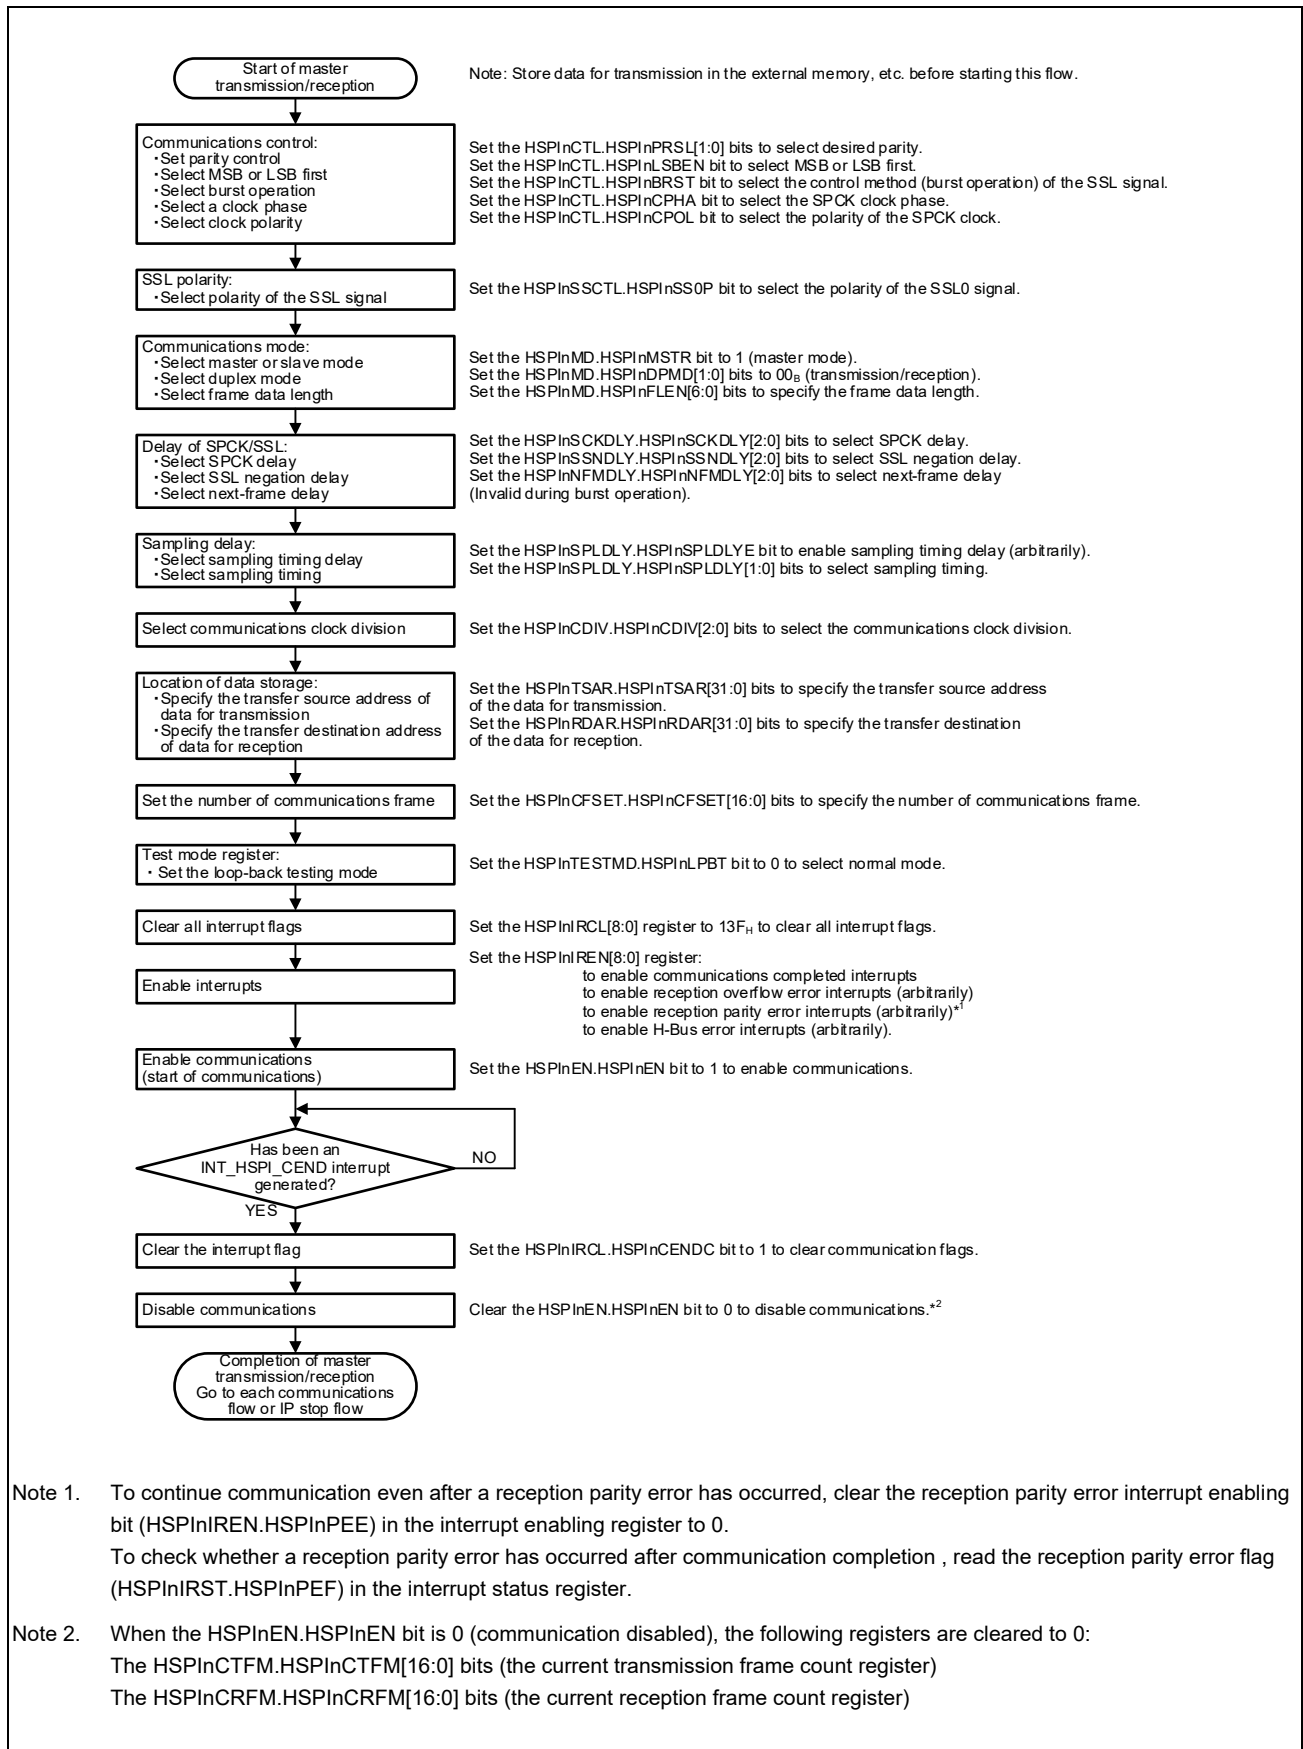 Start of master
transmission/reception
Note: Store data for transmission in the external memory, etc. before starting this flow.
Communications control:
・Set parity control
・Select MSB or LSB first
・Select burst operation
・Select a clock phase
・Select clock polarity
Set the HSPInCTL.HSPInPRSL[1:0] bits to select desired parity.
Set the HSPInCTL.HSPInLSBEN bit to select MSB or LSB first.
Set the HSPInCTL.HSPInBRST bit to select the control method (burst operation) of the SSL signal.
Set the HSPInCTL.HSPInCPHA bit to select the SPCK clock phase.
Set the HSPInCTL.HSPInCPOL bit to select the polarity of the SPCK clock.
SSL polarity:
・Select polarity of the SSL signal
Set the HSPInSSCTL.HSPInSS0P bit to select the polarity of the SSL0 signal.
Communications mode:
・Select master or slave mode
・Select duplex mode
・Select frame data length
Set the HSPInMD.HSPInMSTR bit to 1 (master mode).
Set the HSPInMD.HSPInDPMD[1:0] bits to 00B (transmission/reception).
Set the HSPInMD.HSPInFLEN[6:0] bits to specify the frame data length.
Delay of SPCK/SSL:
・Select SPCK delay
・Select SSL negation delay
・Select next-frame delay
Set the HSPInSCKDLY.HSPInSCKDLY[2:0] bits to select SPCK delay.
Set the HSPInSSNDLY.HSPInSSNDLY[2:0] bits to select SSL negation delay.
Set the HSPInNFMDLY.HSPInNFMDLY[2:0] bits to select next-frame delay
(Invalid during burst operation).
Sampling delay:
・Select sampling timing delay
・Select sampling timing
Set the HSPInSPLDLY.HSPInSPLDLYE bit to enable sampling timing delay (arbitrarily).
Set the HSPInSPLDLY.HSPInSPLDLY[1:0] bits to select sampling timing.
Select communications clock division
Set the HSPInCDIV.HSPInCDIV[2:0] bits to select the communications clock division.
Location of data storage:
・Specify the transfer source address of
data for transmission
・Specify the transfer destination address
of data for reception
Set the HSPInTSAR.HSPInTSAR[31:0] bits to specify the transfer source address
of the data for transmission.
Set the HSPInRDAR.HSPInRDAR[31:0] bits to specify the transfer destination
of the data for reception.
Set the number of communications frame
Set the HSPInCFSET.HSPInCFSET[16:0] bits to specify the number of communications frame.
Test mode register:
・ Set the loop-back testing mode
Set the HSPInTESTMD.HSPInLPBT bit to 0 to select normal mode.
Clear all interrupt flags
Set the HSPInIRCL[8:0] register to 13FH to clear all interrupt flags.
Enable interrupts
Set the HSPInIREN[8:0] register:
to enable communications completed interrupts
to enable reception overflow error interrupts (arbitrarily)
to enable reception parity error interrupts (arbitrarily)*1
to enable H-Bus error interrupts (arbitrarily).
Enable communications
(start of communications)
Set the HSPInEN.HSPInEN bit to 1 to enable communications.
Has been an
INT_HSPI_CEND interrupt
generated?
NO
YES
Clear the interrupt flag
Set the HSPInIRCL.HSPInCENDC bit to 1 to clear communication flags.
Disable communications
Clear the HSPInEN.HSPInEN bit to 0 to disable communications.*2
Completion of master
transmission/reception
Go to each communications
flow or IP stop flow
Note 1. To continue communication even after a reception parity error has occurred, clear the reception parity error interrupt enabling
bit (HSPInIREN.HSPInPEE) in the interrupt enabling register to 0.
To check whether a reception parity error has occurred after communication completion , read the reception parity error flag
(HSPInIRST.HSPInPEF) in the interrupt status register.
Note 2. When the HSPInEN.HSPInEN bit is 0 (communication disabled), the following registers are cleared to 0:
The HSPInCTFM.HSPInCTFM[16:0] bits (the current transmission frame count register)
The HSPInCRFM.HSPInCRFM[16:0] bits (the current reception frame count register)